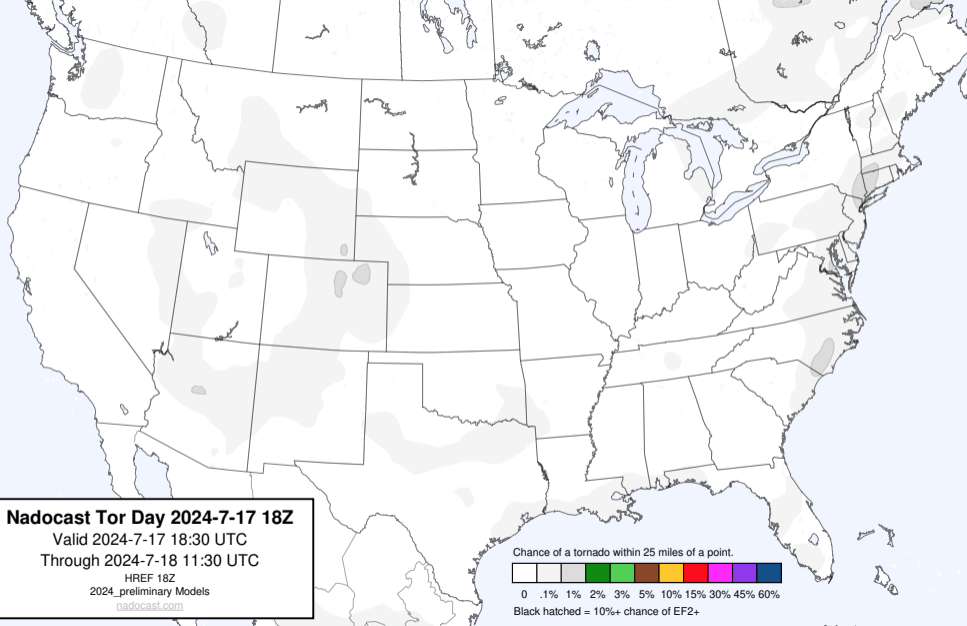 Nadocast Tor Day 2024-7-17 18Z
Valid 2024-7-17 18:30 UTC
Through 2024-7-18 11:30 UTC
HREF 18Z
2024_preliminary Models
nadocast.com
Chance of a tornado within 25 miles of a point.
0 .1% 1% 2% 3% 5% 10% 15% 30% 45% 60%
Black hatched = 10%+ chance of EF2+